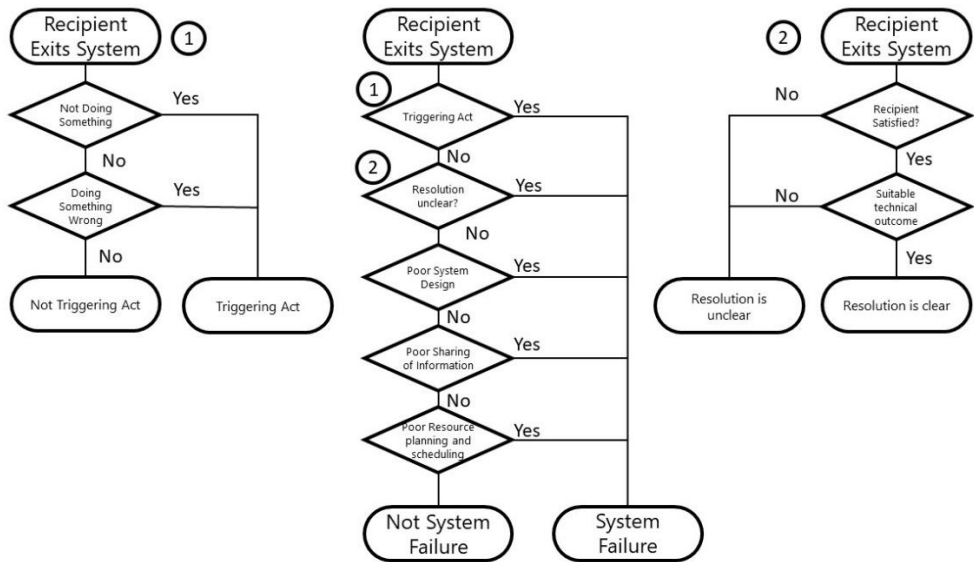 Recipient
Exits System
1
Not Doing
Something
Yes
No
Doing
Something
Wrong
Yes
No
Not Triggering Act
Triggering Act
Recipient
Exits System
1
Triggering Act
Yes
No
2
Resolution
unclear?
Yes
No
Poor System
Design
Yes
No
Poor Sharing
of Information
Yes
No
Poor Resource
planning and
scheduling
Yes
Not System
Failure
System
Failure
2
Recipient
Exits System
No
Recipient
Satisfied?
Yes
No
Suitable
technical
outcome
Yes
Resolution is
unclear
Resolution is clear